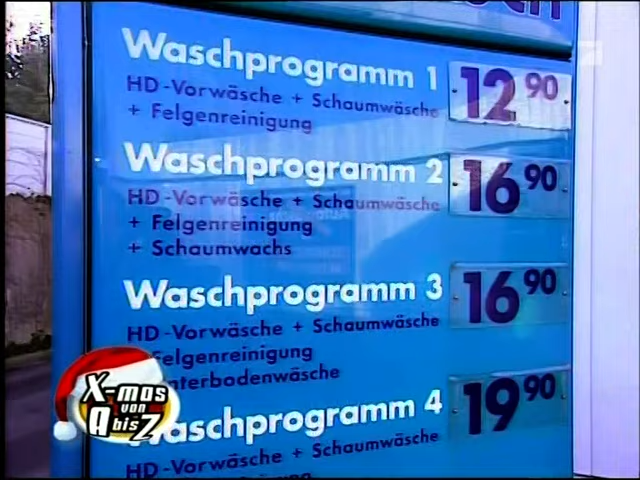 Waschprogramm 1 12 90
HD-Vorwäsche + Schaumwäsche
+ Felgenreinigung
Waschprogramm 2 16 90
HD-Vorwäsche + Schaumwäsche
+ Felgenreinigung
+ Schaumwachs
Waschprogramm 3 16 90
HD-Vorwäsche + Schaumwäsche
Felgenreinigung
nterbodenwäsche
Waschprogramm 4 19 90
HD-Vorwäsche + Schaumwäsche
X-mas
von
A bis Z
7